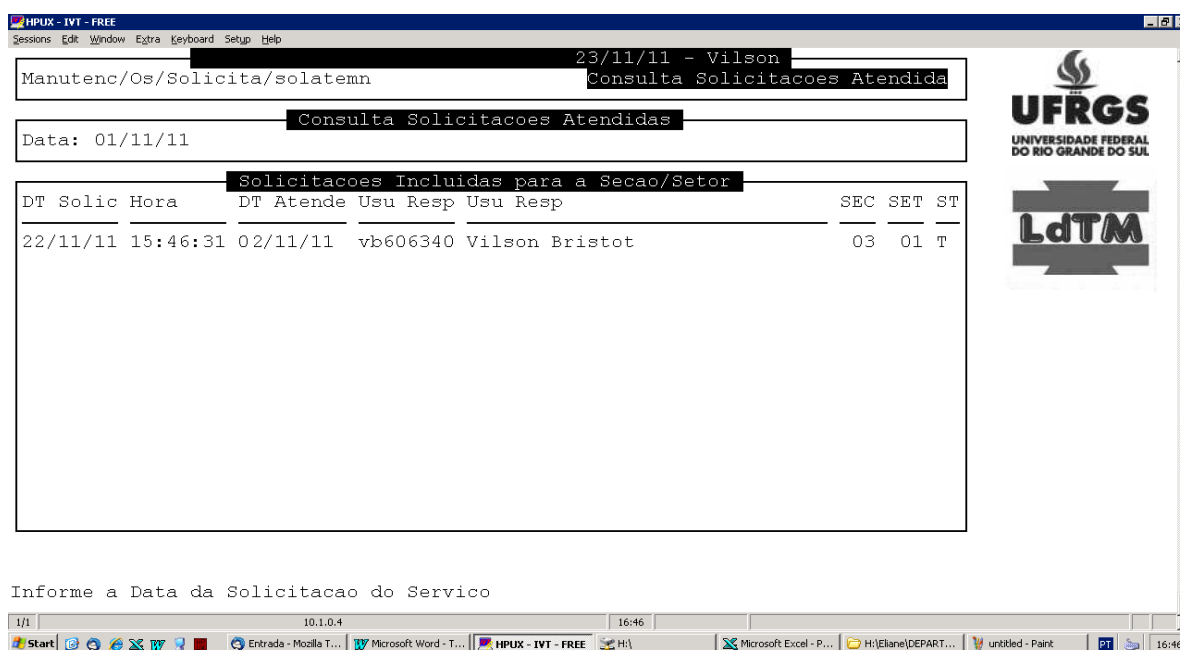 HPUX - IVT - FREE
Sessions Edit Window Extra Keyboard Setup Help
23/11/11 - Vilson
Manutenc/Os/Solicita/solatemn Consulta Solicitacoes Atendida
Consulta Solicitacoes Atendidas
Data: 01/11/11
Solicitacoes Incluidas para a Secao/Setor
DT Solic Hora DT Atende Usu Resp Usu Resp SEC SET ST
22/11/11 15:46:31 02/11/11 vb606340 Vilson Bristot 03 01 T
UFRGS
UNIVERSIDADE FEDERAL
DO RIO GRANDE DO SUL
LdTM
Informe a Data da Solicitacao do Servico
1/1 10.1.0.4 16:46
Start Entrada - Mozilla T... Microsoft Word - T... HPUX - IVT - FREE H:\ Microsoft Excel - P... H:\Eliane\DEPART... untitled - Paint PT 16:46